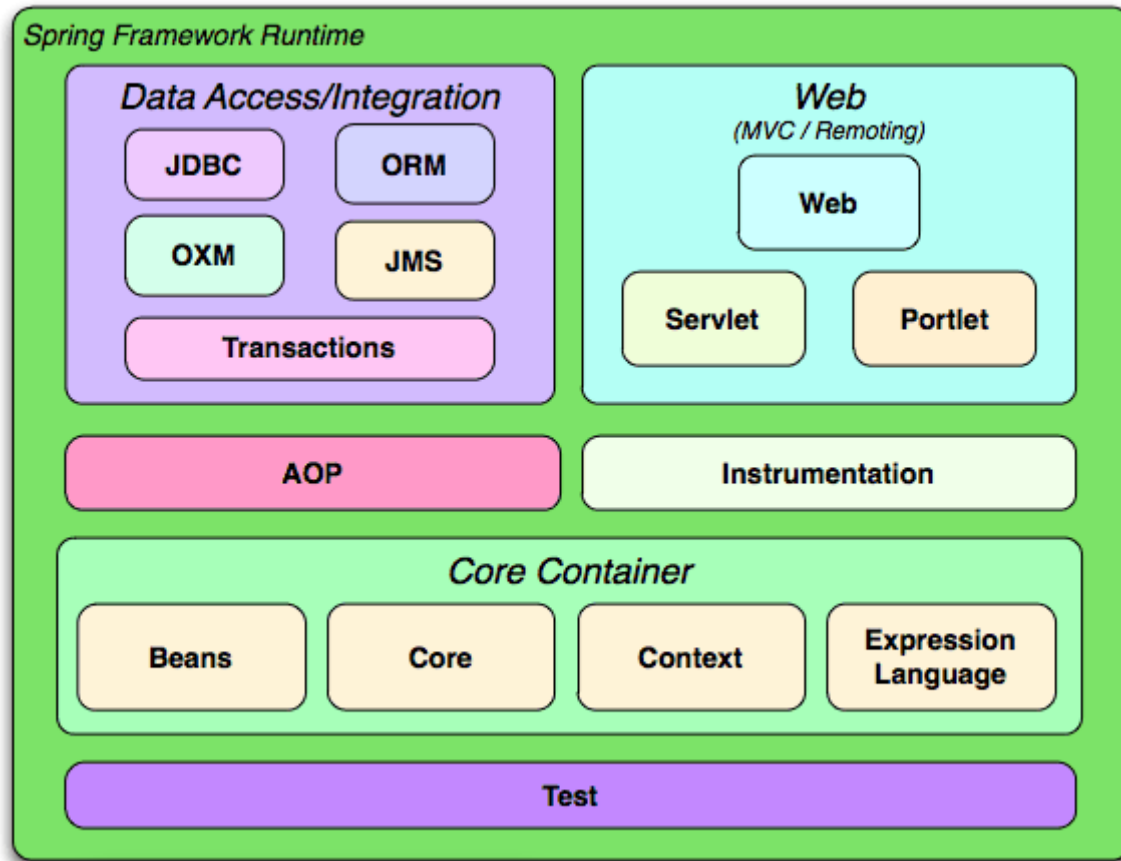 Spring Framework Runtime
Data Access/Integration
JDBC
ORM
OXM
JMS
Transactions
Web
(MVC / Remoting)
Web
Servlet
Portlet
AOP
Instrumentation
Core Container
Beans
Core
Context
Expression
Language
Test